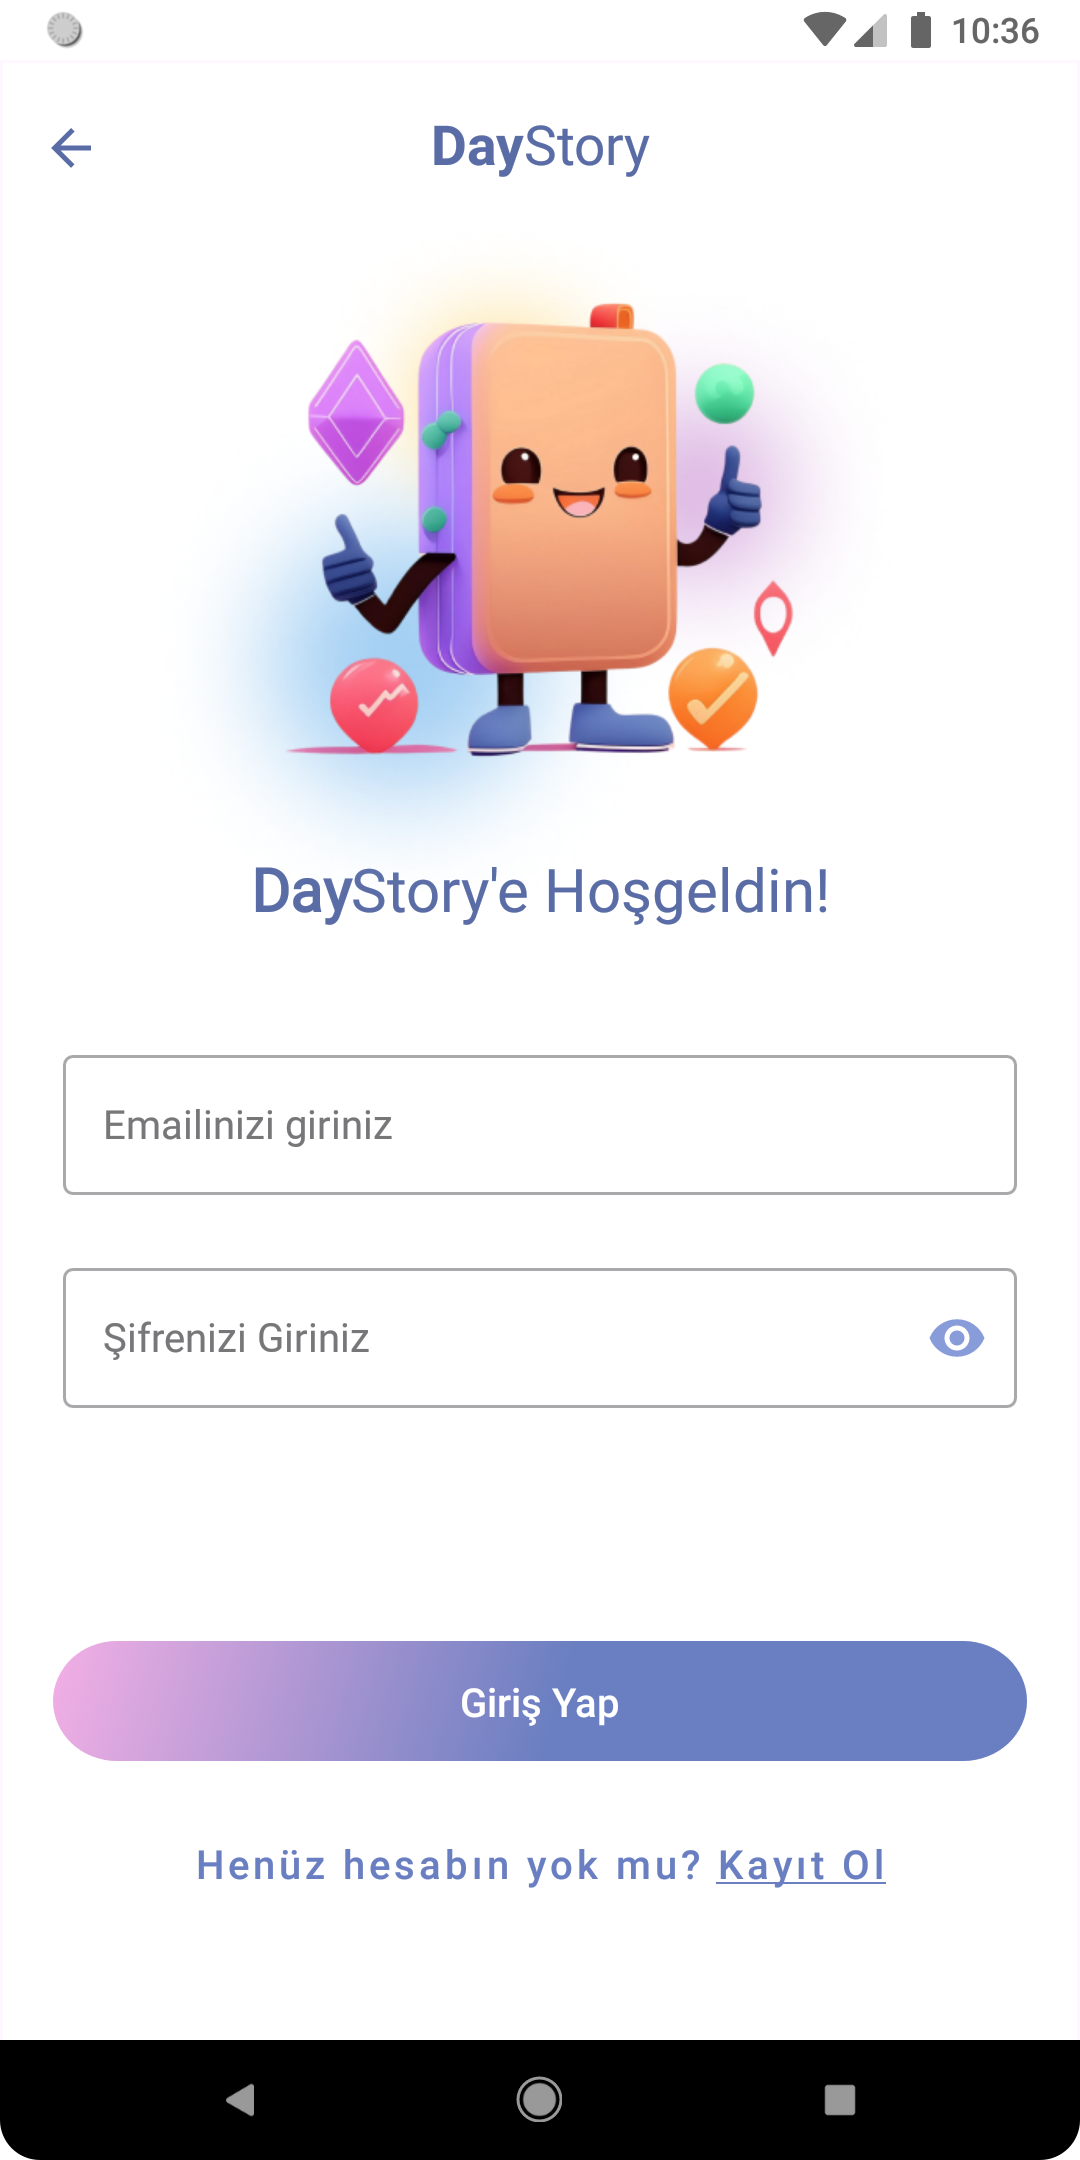 10:36
DayStory
DayStory'e Hoşgeldin!
Emailinizi giriniz
Şifrenizi Giriniz
Giriş Yap
Henüz hesabın yok mu? Kayıt Ol